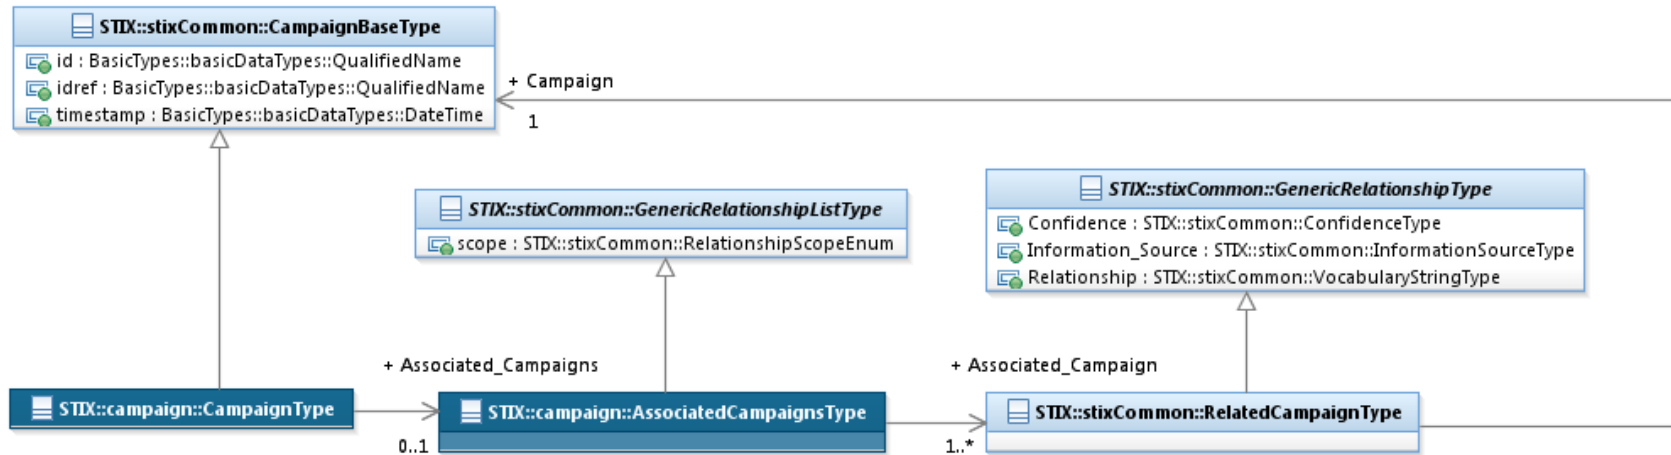 STIX::stixCommon::CampaignBaseType
id : BasicTypes::basicDataTypes::QualifiedName
idref : BasicTypes::basicDataTypes::QualifiedName
timestamp : BasicTypes::basicDataTypes::DateTime
+ Campaign
1
STIX::stixCommon::GenericRelationshipListType
scope : STIX::stixCommon::RelationshipScopeEnum
STIX::stixCommon::GenericRelationshipType
Confidence : STIX::stixCommon::ConfidenceType
Information_Source : STIX::stixCommon::InformationSourceType
Relationship : STIX::stixCommon::VocabularyStringType
+ Associated_Campaigns
+ Associated_Campaign
STIX::campaign::CampaignType
STIX::campaign::AssociatedCampaignsType
STIX::stixCommon::RelatedCampaignType
0..1
1..*